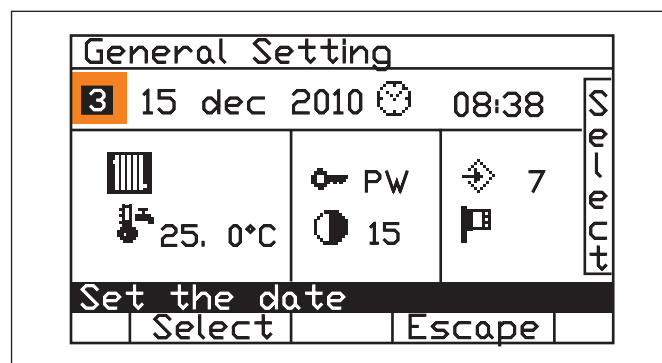 General Setting
3 15 dec 2010 08:38
PW 7
25. 0°C 15
Select
Set the date
Select Escape